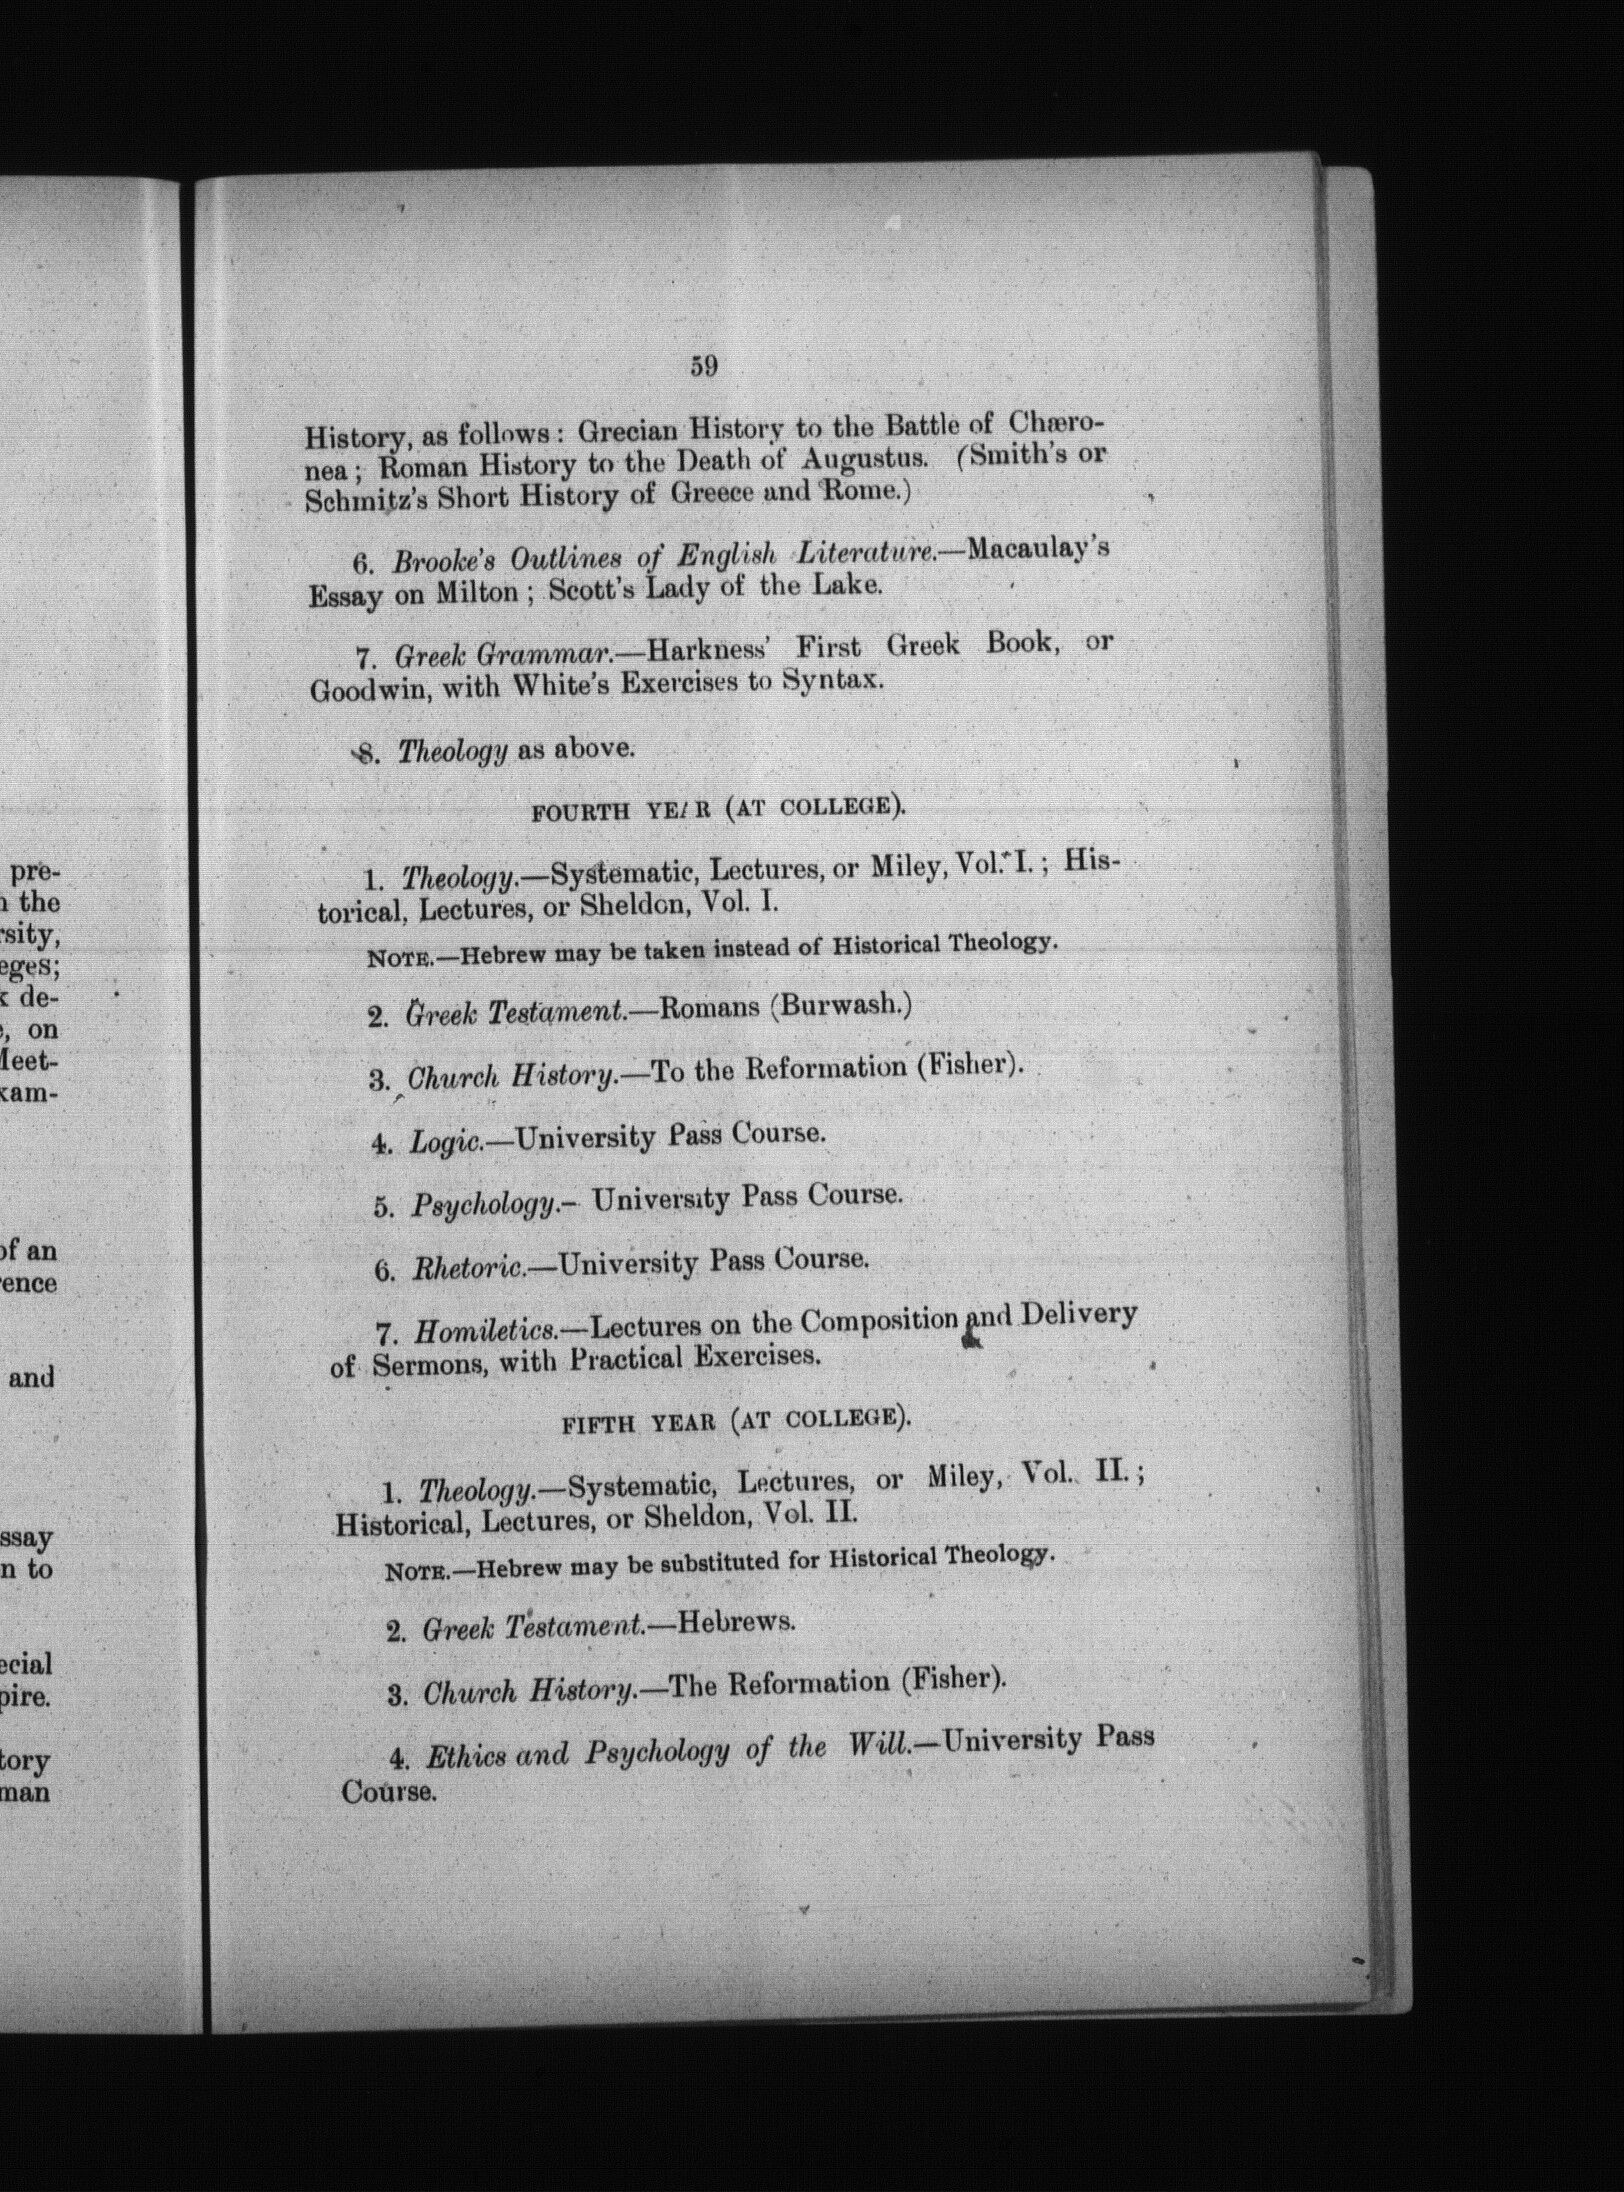 pre-
the
eges;
de-
on
of an
and
to
59
History, as follows: Grecian History to the Battle of Chæro-
nea; Roman History to the Death of Augustus. (Smith's or
Schmitz's Short History of Greece and Rome.)
6. Brooke's Outlines of English Literature.—Macaulay's
Essay on Milton; Scott's Lady of the Lake.
7. Greek Grammar.—Harkness' First Greek Book, or
Goodwin, with White's Exercises to Syntax.
8. Theology as above.
FOURTH YEAR (AT COLLEGE).
1. Theology.—Systematic, Lectures, or Miley, Vol. I.; His-
torical, Lectures, or Sheldon, Vol. I.
NOTE.—Hebrew may be taken instead of Historical Theology.
2. Greek Testament.—Romans (Burwash.)
3. Church History.—To the Reformation (Fisher).
4. Logic.—University Pass Course.
5. Psychology.– University Pass Course.
6. Rhetoric.—University Pass Course.
7. Homiletics.—Lectures on the Composition and Delivery
of Sermons, with Practical Exercises.
FIFTH YEAR (AT COLLEGE).
1. Theology.—Systematic, Lectures, or Miley, Vol. II.;
Historical, Lectures, or Sheldon, Vol. II.
NOTE.—Hebrew may be substituted for Historical Theology.
2. Greek Testament.—Hebrews.
3. Church History.—The Reformation (Fisher).
4. Ethics and Psychology of the Will.—University Pass
Course.